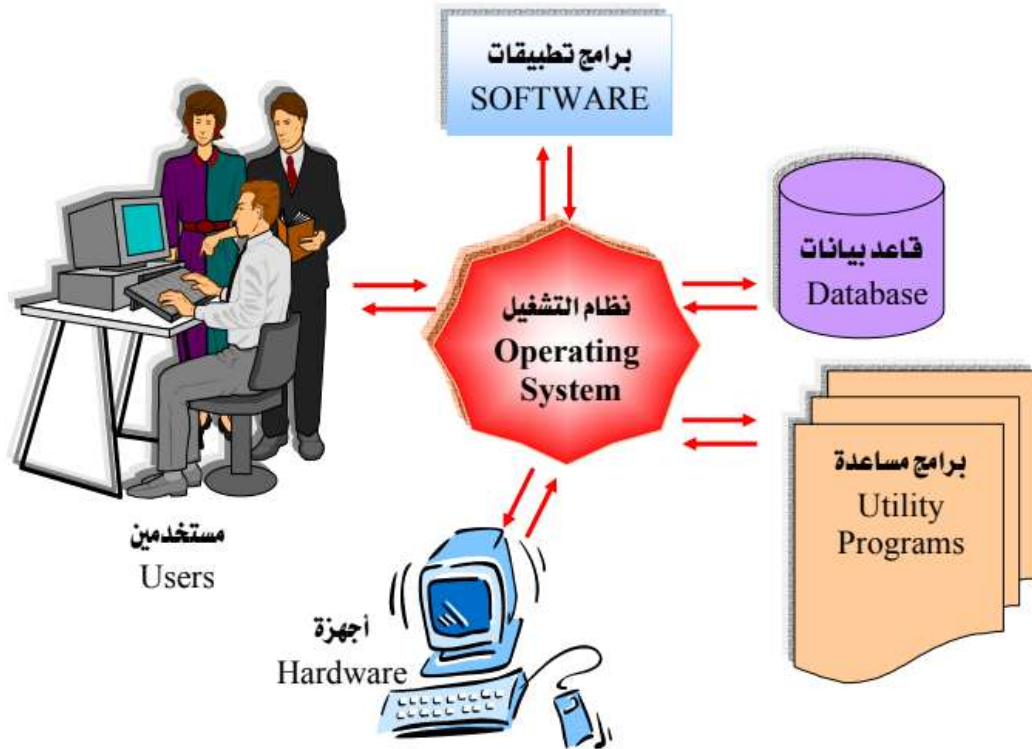 برامج تطبيقات
SOFTWARE
قاعد بيانات
Database
نظام التشغيل
Operating
System
برامج مساعدة
Utility
Programs
مستخدمين
Users
أجهزة
Hardware